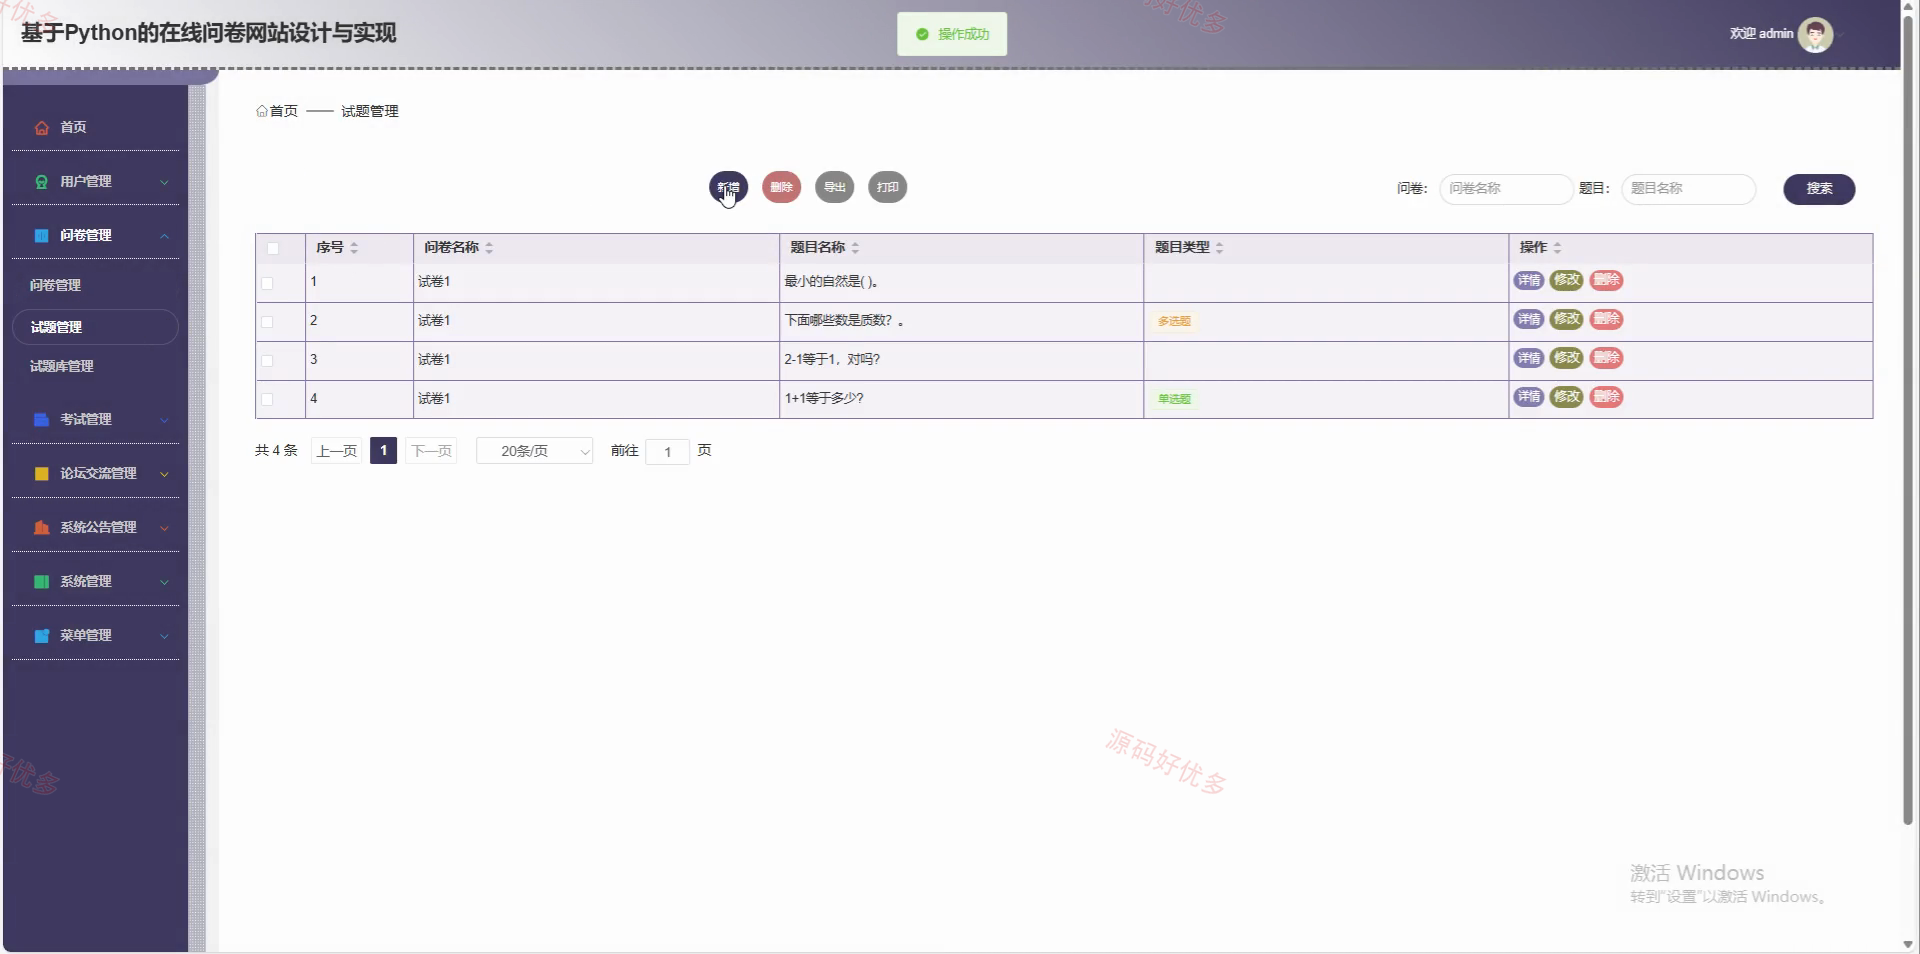 基于Python的在线问卷网站设计与实现
操作成功
欢迎 admin
首页 —— 试题管理
首页
用户管理
问卷管理
问卷管理
试题管理
试题库管理
考试管理
论坛交流管理
系统公告管理
系统管理
菜单管理
新增 删除 导出 打印
问卷: 问卷名称 题目: 题目名称 搜索
序号 问卷名称 题目名称 题目类型 操作
1 试卷1 最小的自然是( )。 详情 修改 删除
2 试卷1 下面哪些数是质数？。 多选题 详情 修改 删除
3 试卷1 2-1等于1，对吗? 详情 修改 删除
4 试卷1 1+1等于多少? 单选题 详情 修改 删除
共 4 条 上一页 1 下一页 20条/页 前往 1 页
源码好优多
好优多
好优多
好优多
激活 Windows
转到"设置"以激活 Windows。